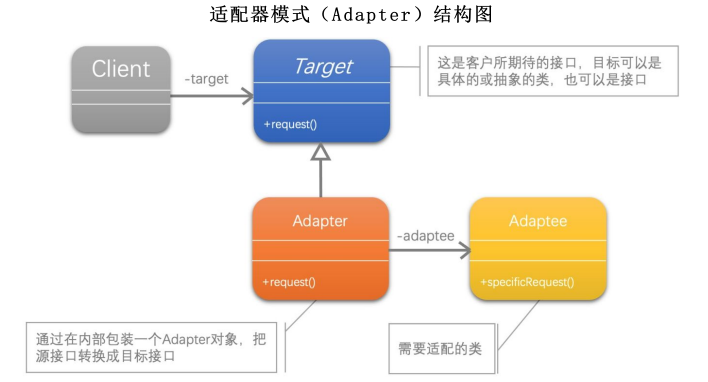 适配器模式（Adapter）结构图
Client
-target
Target
+request()
这是客户所期待的接口，目标可以是
具体的或抽象的类，也可以是接口
Adapter
+request()
-adaptee
Adaptee
+specificRequest()
通过在内部包装一个Adapter对象，把
源接口转换成目标接口
需要适配的类